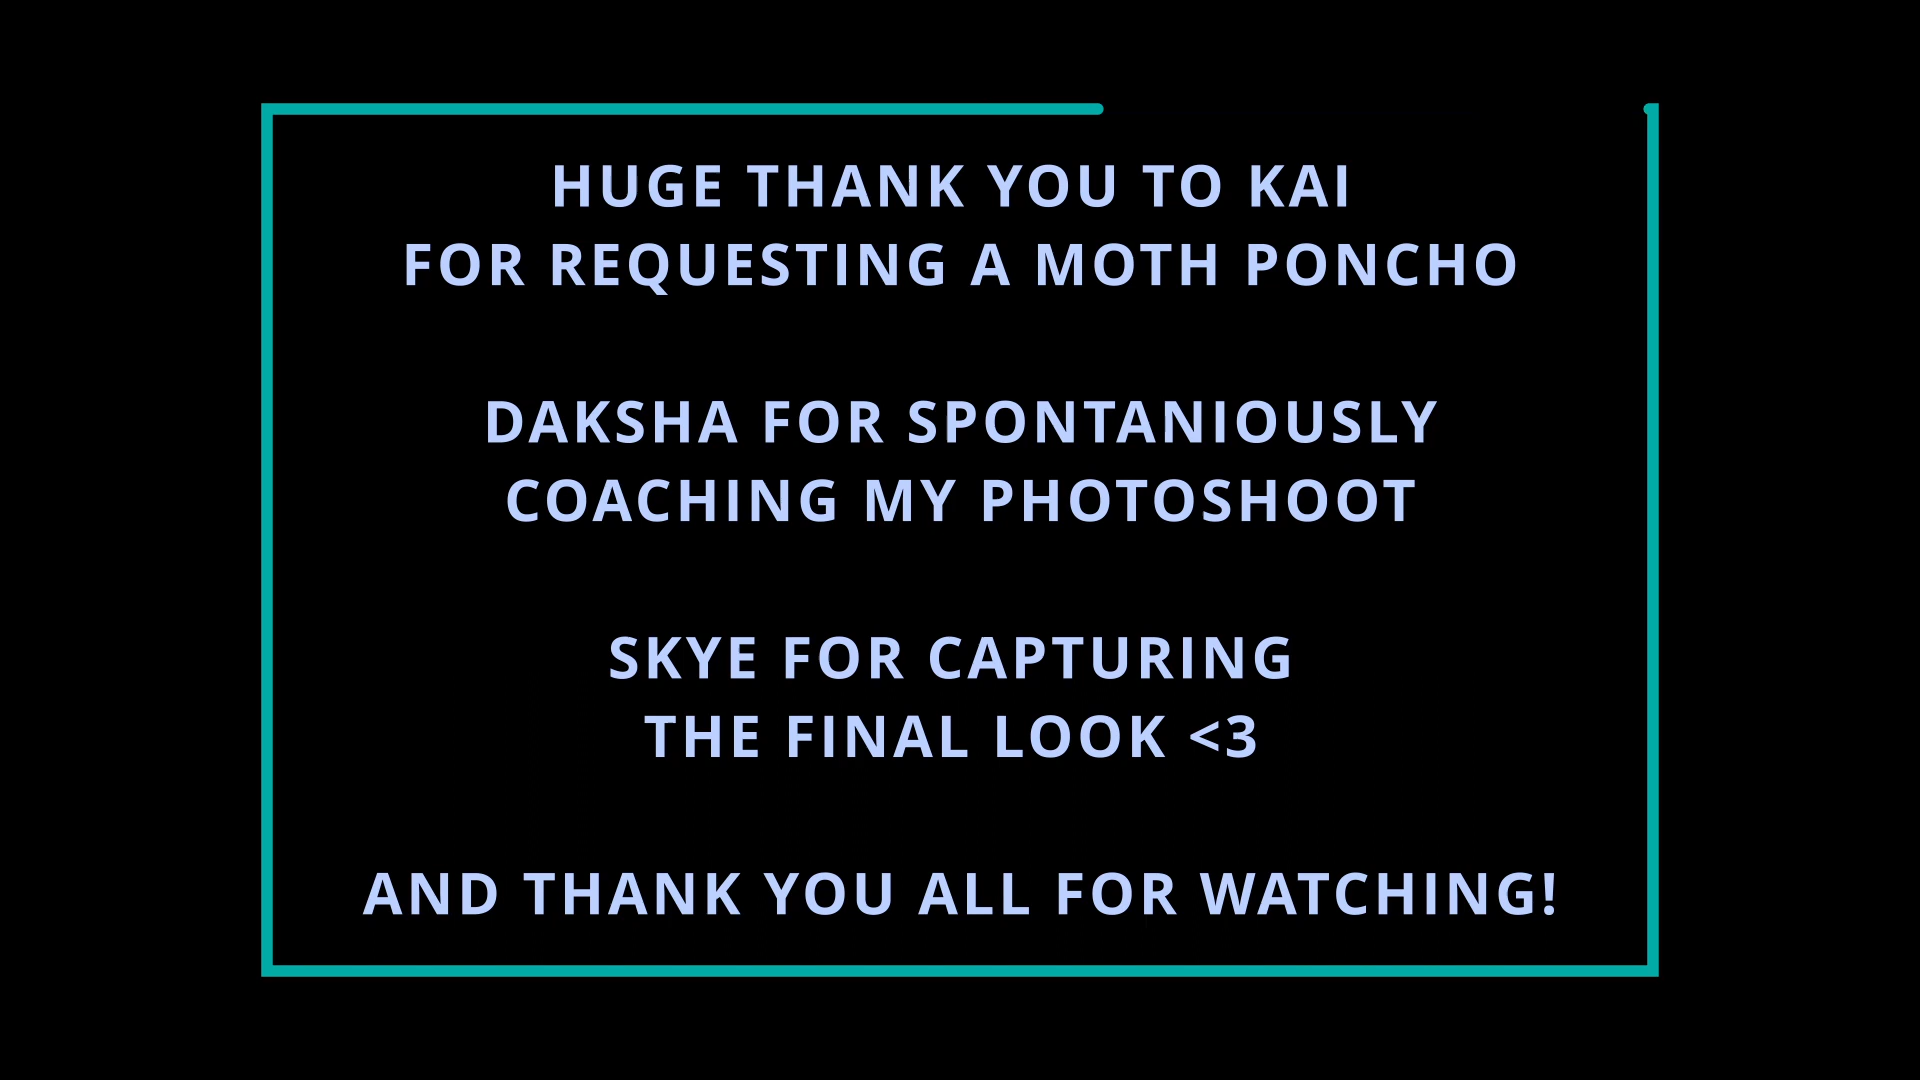 HUGE THANK YOU TO KAI
FOR REQUESTING A MOTH PONCHO
DAKSHA FOR SPONTANIOUSLY
COACHING MY PHOTOSHOOT
SKYE FOR CAPTURING
THE FINAL LOOK <3
AND THANK YOU ALL FOR WATCHING!